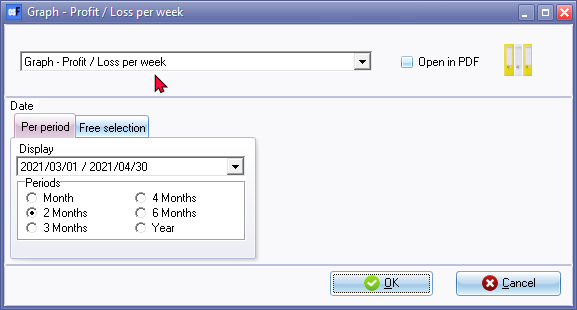 F Graph - Profit / Loss per week
Graph - Profit / Loss per week
Open in PDF
Date
Per period Free selection
Display
2021/03/01 / 2021/04/30
Periods
Month 4 Months
2 Months 6 Months
3 Months Year
OK Cancel